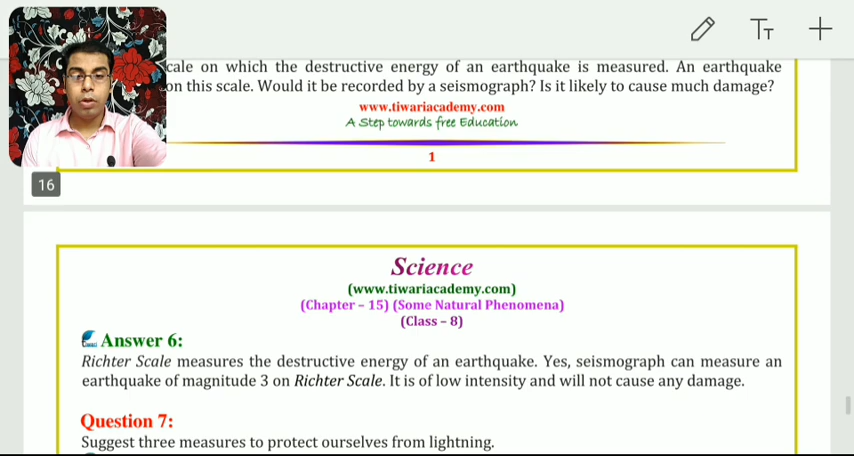 cale on which the destructive energy of an earthquake is measured. An earthquake
on this scale. Would it be recorded by a seismograph? Is it likely to cause much damage?
www.tiwariacademy.com
A Step towards free Education
1
16
Science
(www.tiwariacademy.com)
(Chapter – 15) (Some Natural Phenomena)
(Class – 8)
Answer 6:
Richter Scale measures the destructive energy of an earthquake. Yes, seismograph can measure an
earthquake of magnitude 3 on Richter Scale. It is of low intensity and will not cause any damage.
Question 7:
Suggest three measures to protect ourselves from lightning.